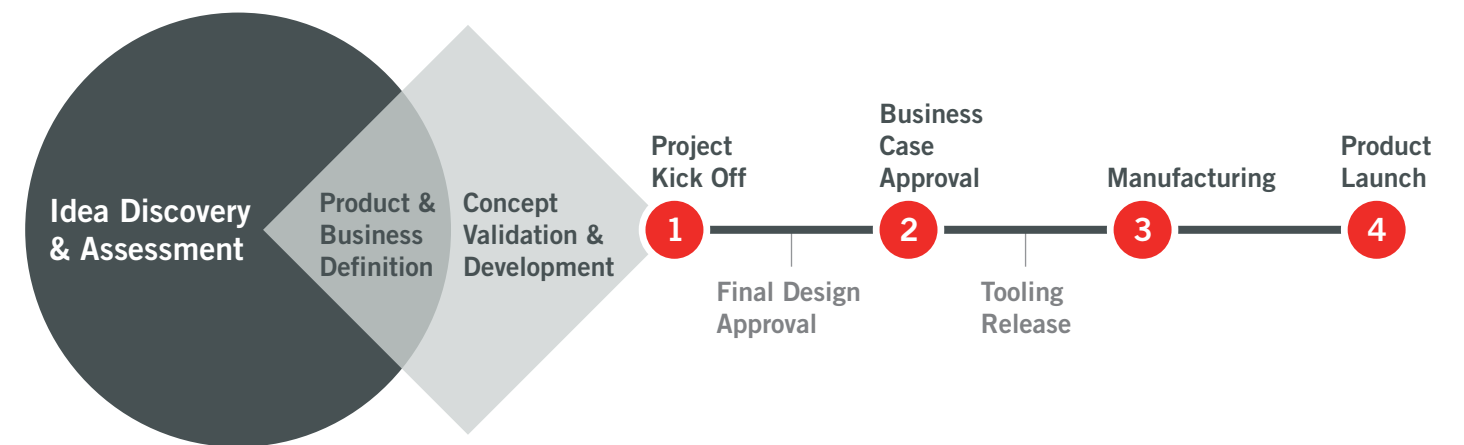 Idea Discovery
& Assessment
Product &
Business
Definition
Concept
Validation &
Development
Project
Kick Off
1
Final Design
Approval
Business
Case
Approval
2
Tooling
Release
Manufacturing
3
Product
Launch
4